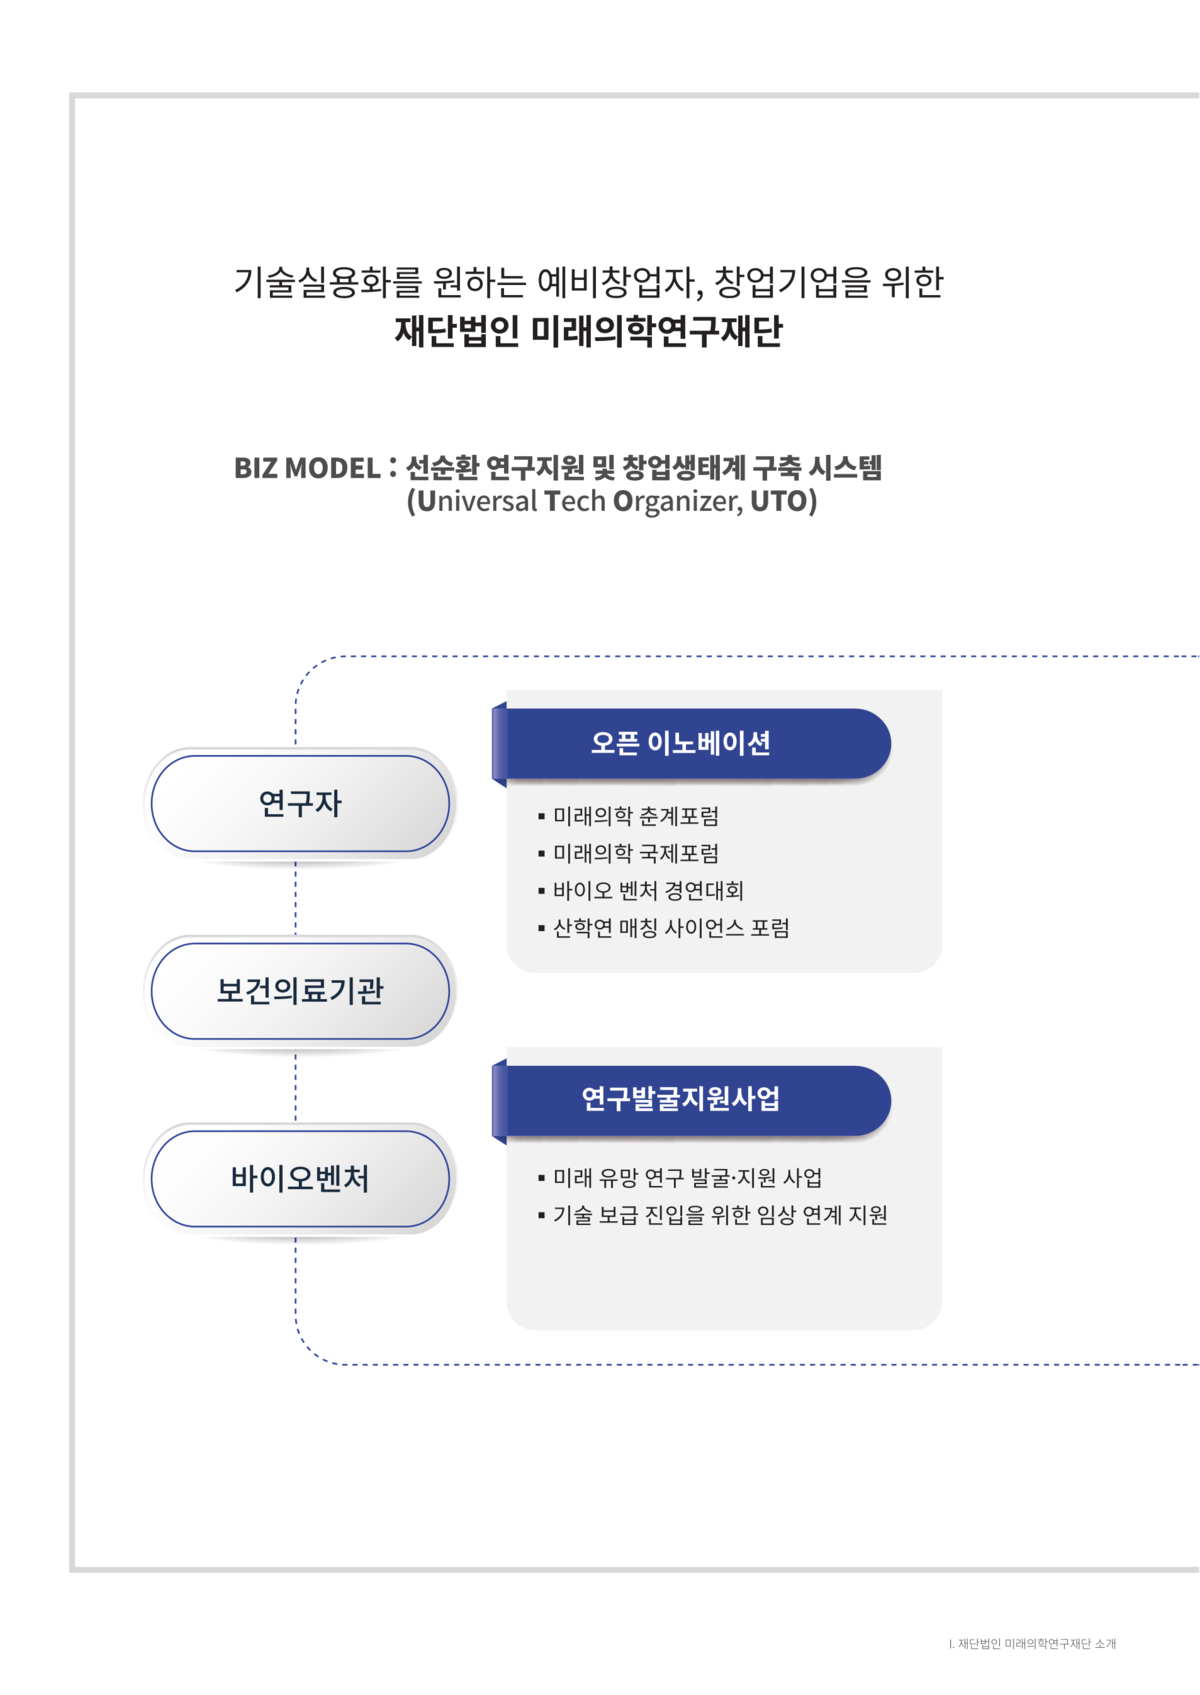 기술실용화를 원하는 예비창업자, 창업기업을 위한
재단법인 미래의학연구재단
BIZ MODEL : 선순환 연구지원 및 창업생태계 구축 시스템
(Universal Tech Organizer, UTO)
연구자
보건의료기관
바이오벤처
오픈 이노베이션
▪ 미래의학 춘계포럼
▪ 미래의학 국제포럼
▪ 바이오 벤처 경연대회
▪ 산학연 매칭 사이언스 포럼
연구발굴지원사업
▪ 미래 유망 연구 발굴·지원 사업
▪ 기술 보급 진입을 위한 임상 연계 지원
I. 재단법인 미래의학연구재단 소개